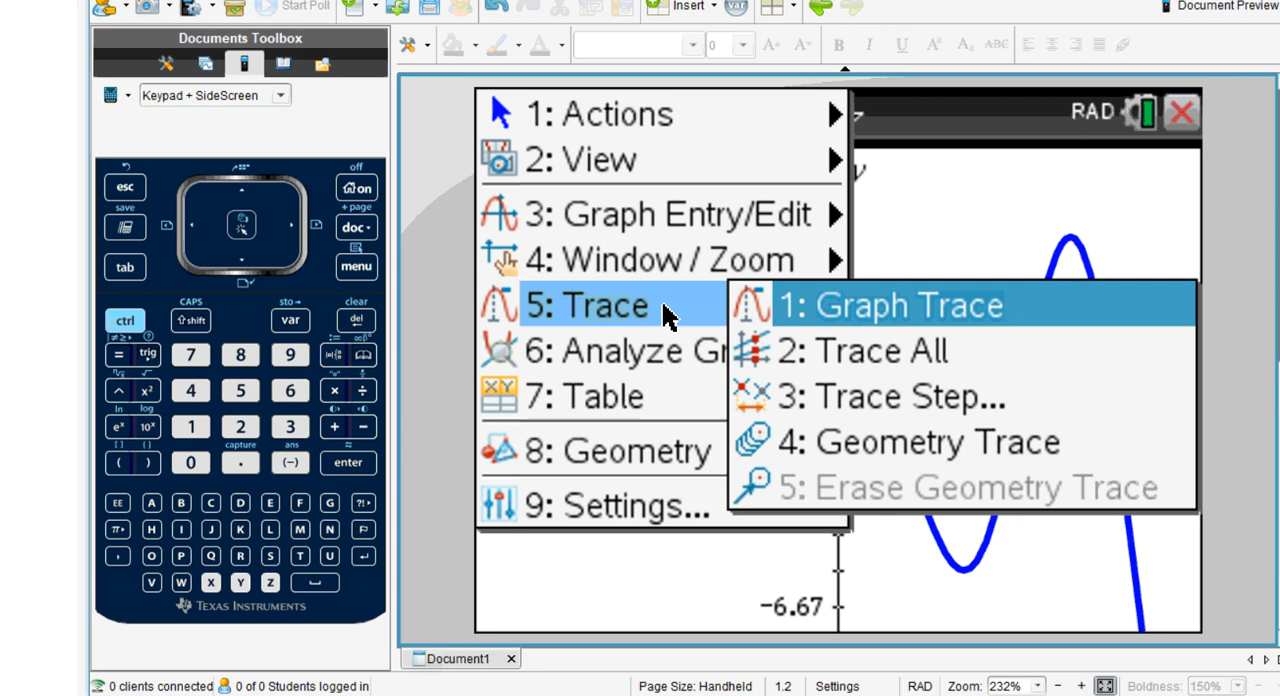 Start Poll
Insert
var
Document Preview
Documents Toolbox
0
A A B I U A A ABC
Keypad + SideScreen
1: Actions
RAD
2: View
y
3: Graph Entry/Edit
4: Window / Zoom
5: Trace
1: Graph Trace
6: Analyze Gr
2: Trace All
7: Table
3: Trace Step...
8: Geometry
4: Geometry Trace
5: Erase Geometry Trace
9: Settings...
-6.67
off
esc
on
save
+ page
doc
tab
menu
CAPS sto→ clear
ctrl shift var del
= trig 7 8 9
^ x² 4 5 6 × ÷
ln log
eˣ 10ˣ 1 2 3 + −
[ ] { } capture ans ≈
( ) 0 . (−) enter
EE A B C D E F G ?!
π H I J K L M N
, O P Q R S T U
V W X Y Z
TEXAS INSTRUMENTS
Document1
0 clients connected 0 of 0 Students logged in Page Size: Handheld 1.2 Settings RAD Zoom: 232% − + Boldness: 150% −